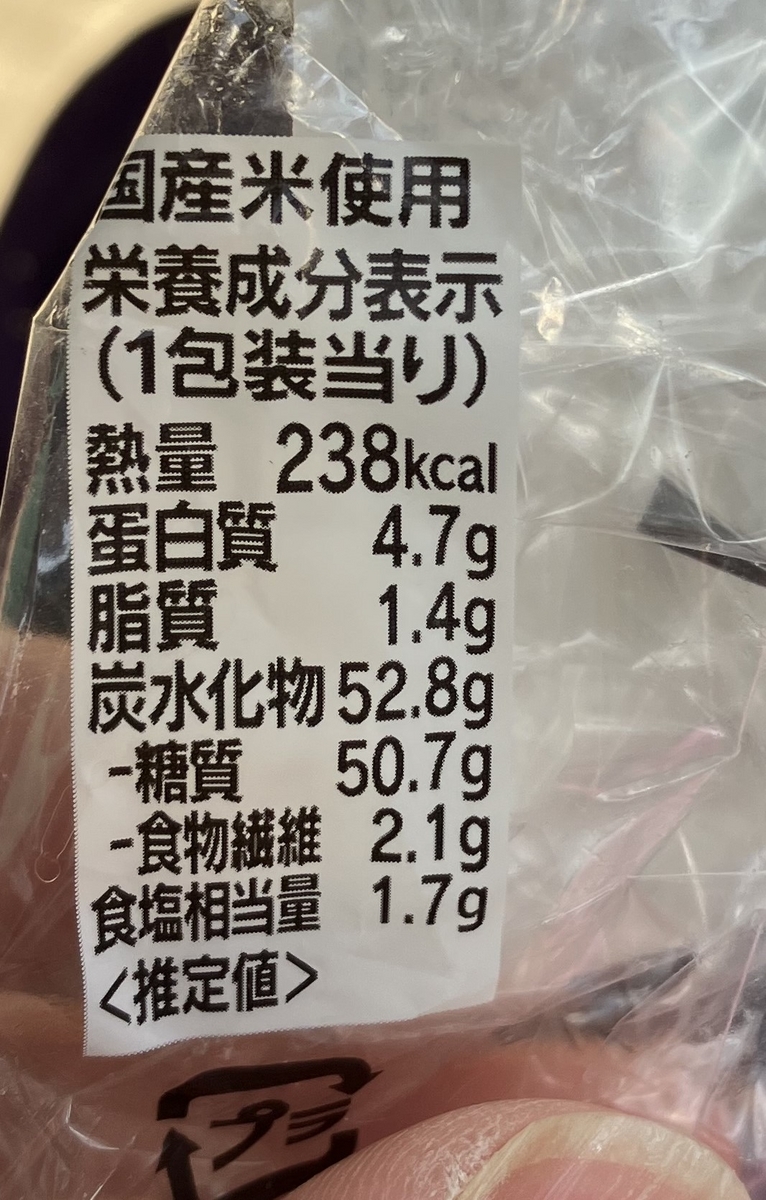 国産米使用
栄養成分表示
(1包装当り)
熱量 238kcal
蛋白質 4.7g
脂質 1.4g
炭水化物 52.8g
-糖質 50.7g
-食物繊維 2.1g
食塩相当量 1.7g
<推定値>
プラ